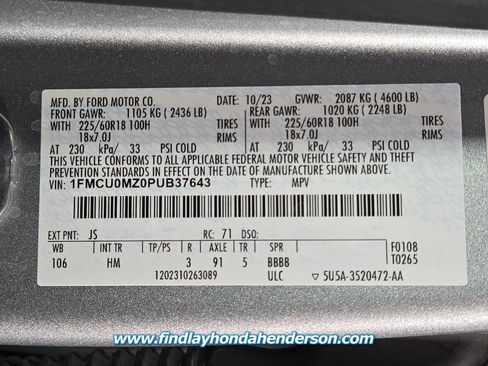 MFD. BY FORD MOTOR CO. DATE: 10/23 GVWR: 2087 KG ( 4600 LB)
FRONT GAWR: 1105 KG ( 2436 LB) REAR GAWR: 1020 KG ( 2248 LB)
WITH 225/60R18 100H TIRES WITH 225/60R18 100H TIRES
18x7.0J RIMS 18x7.0J RIMS
AT 230 kPa/ 33 PSI COLD AT 230 kPa/ 33 PSI COLD
THIS VEHICLE CONFORMS TO ALL APPLICABLE FEDERAL MOTOR VEHICLE SAFETY, BUMPER, AND THEFT
PREVENTION STANDARDS IN EFFECT ON THE DATE OF MANUFACTURE SHOWN ABOVE.
VIN: 1FMCU0MZ0PUB37643 TYPE: MPV
EXT PNT: JS RC: 71 DSO: F0108
WB INT TR TP/PS R AXLE TR SPR T0265
106 HM 3 91 5 BBBB
1202310263089 ULC 5U5A-3520472-AA
www.findlayhondahenderson.com